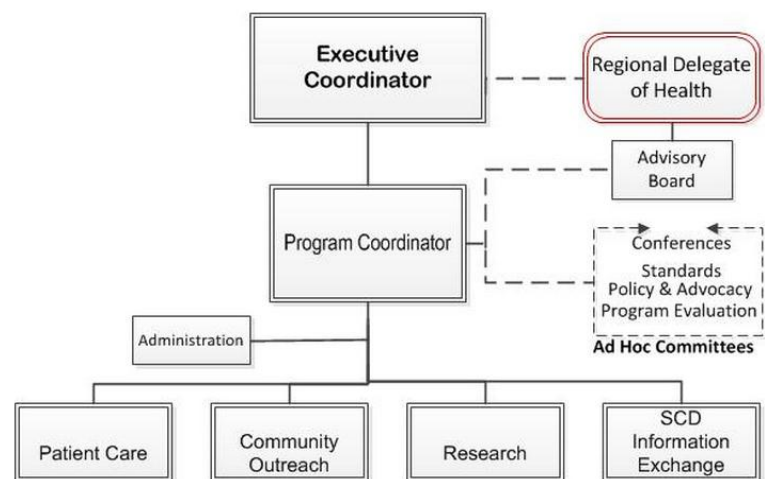 Executive
Coordinator
Regional Delegate
of Health
Advisory
Board
Program Coordinator
Conferences
Standards
Policy & Advocacy
Program Evaluation
Ad Hoc Committees
Administration
Patient Care
Community
Outreach
Research
SCD
Information
Exchange